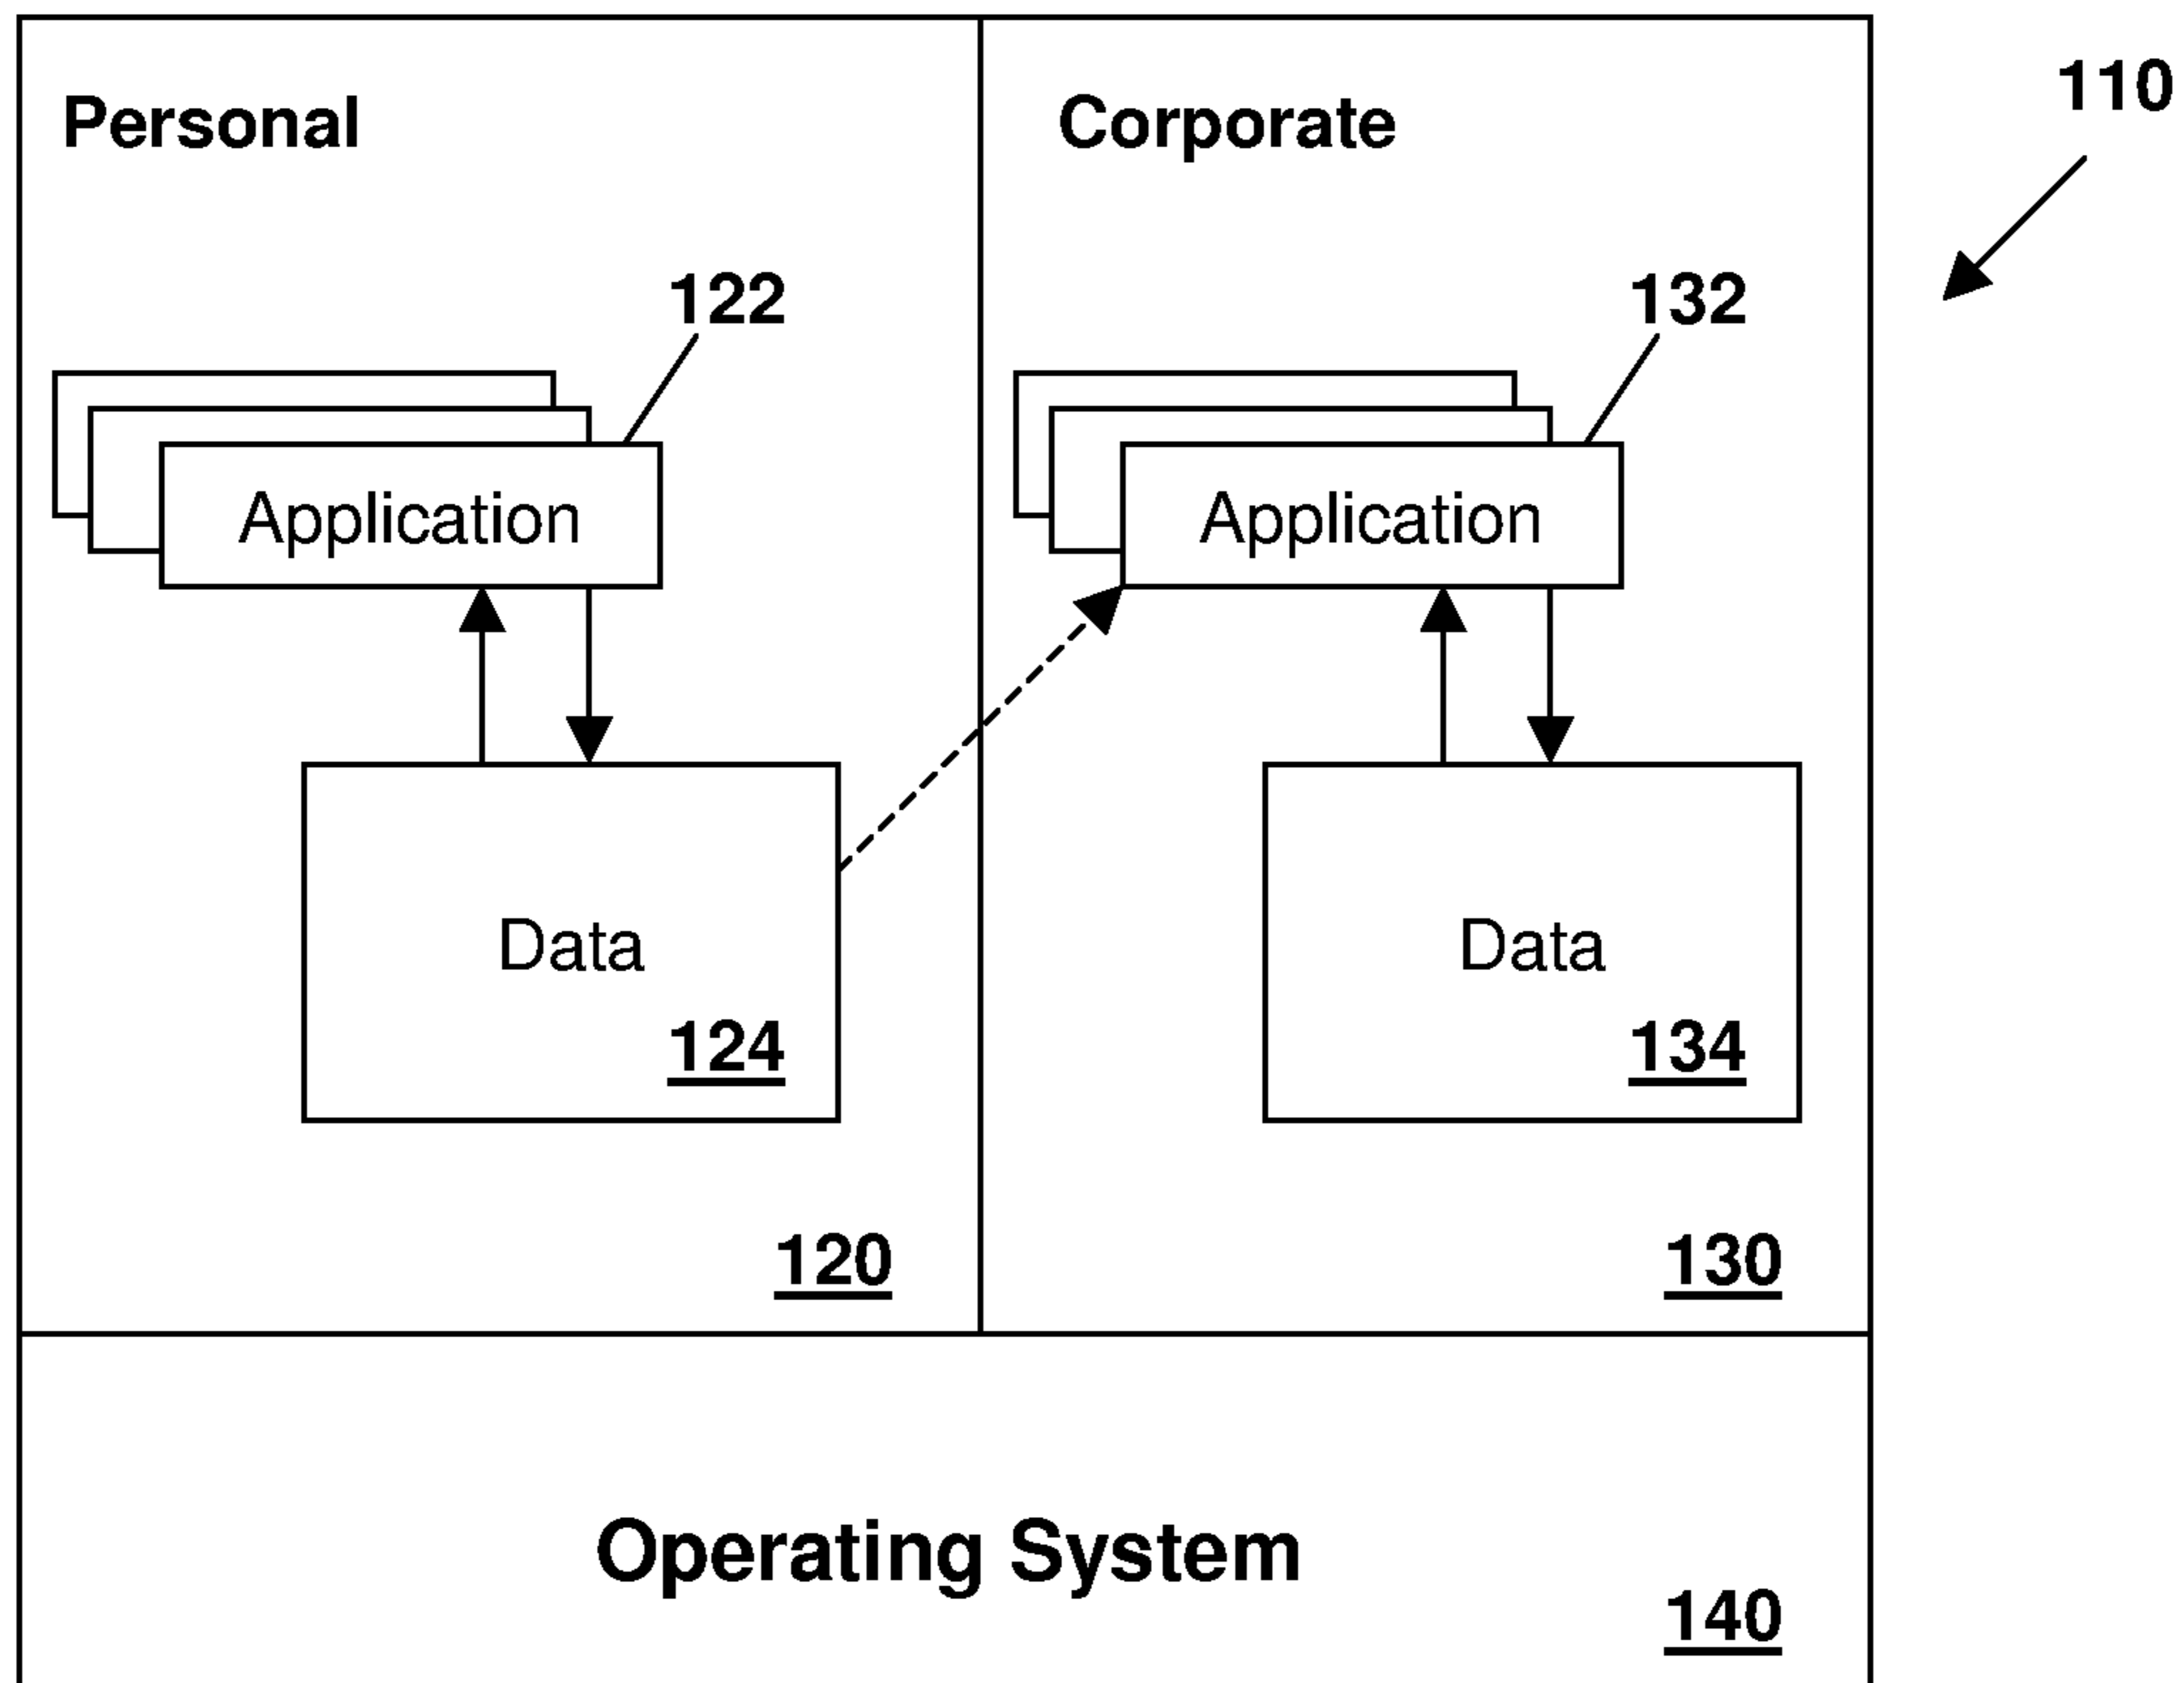 Personal
Corporate
110
122
132
Application
Application
Data
124
Data
134
120
130
Operating System
140